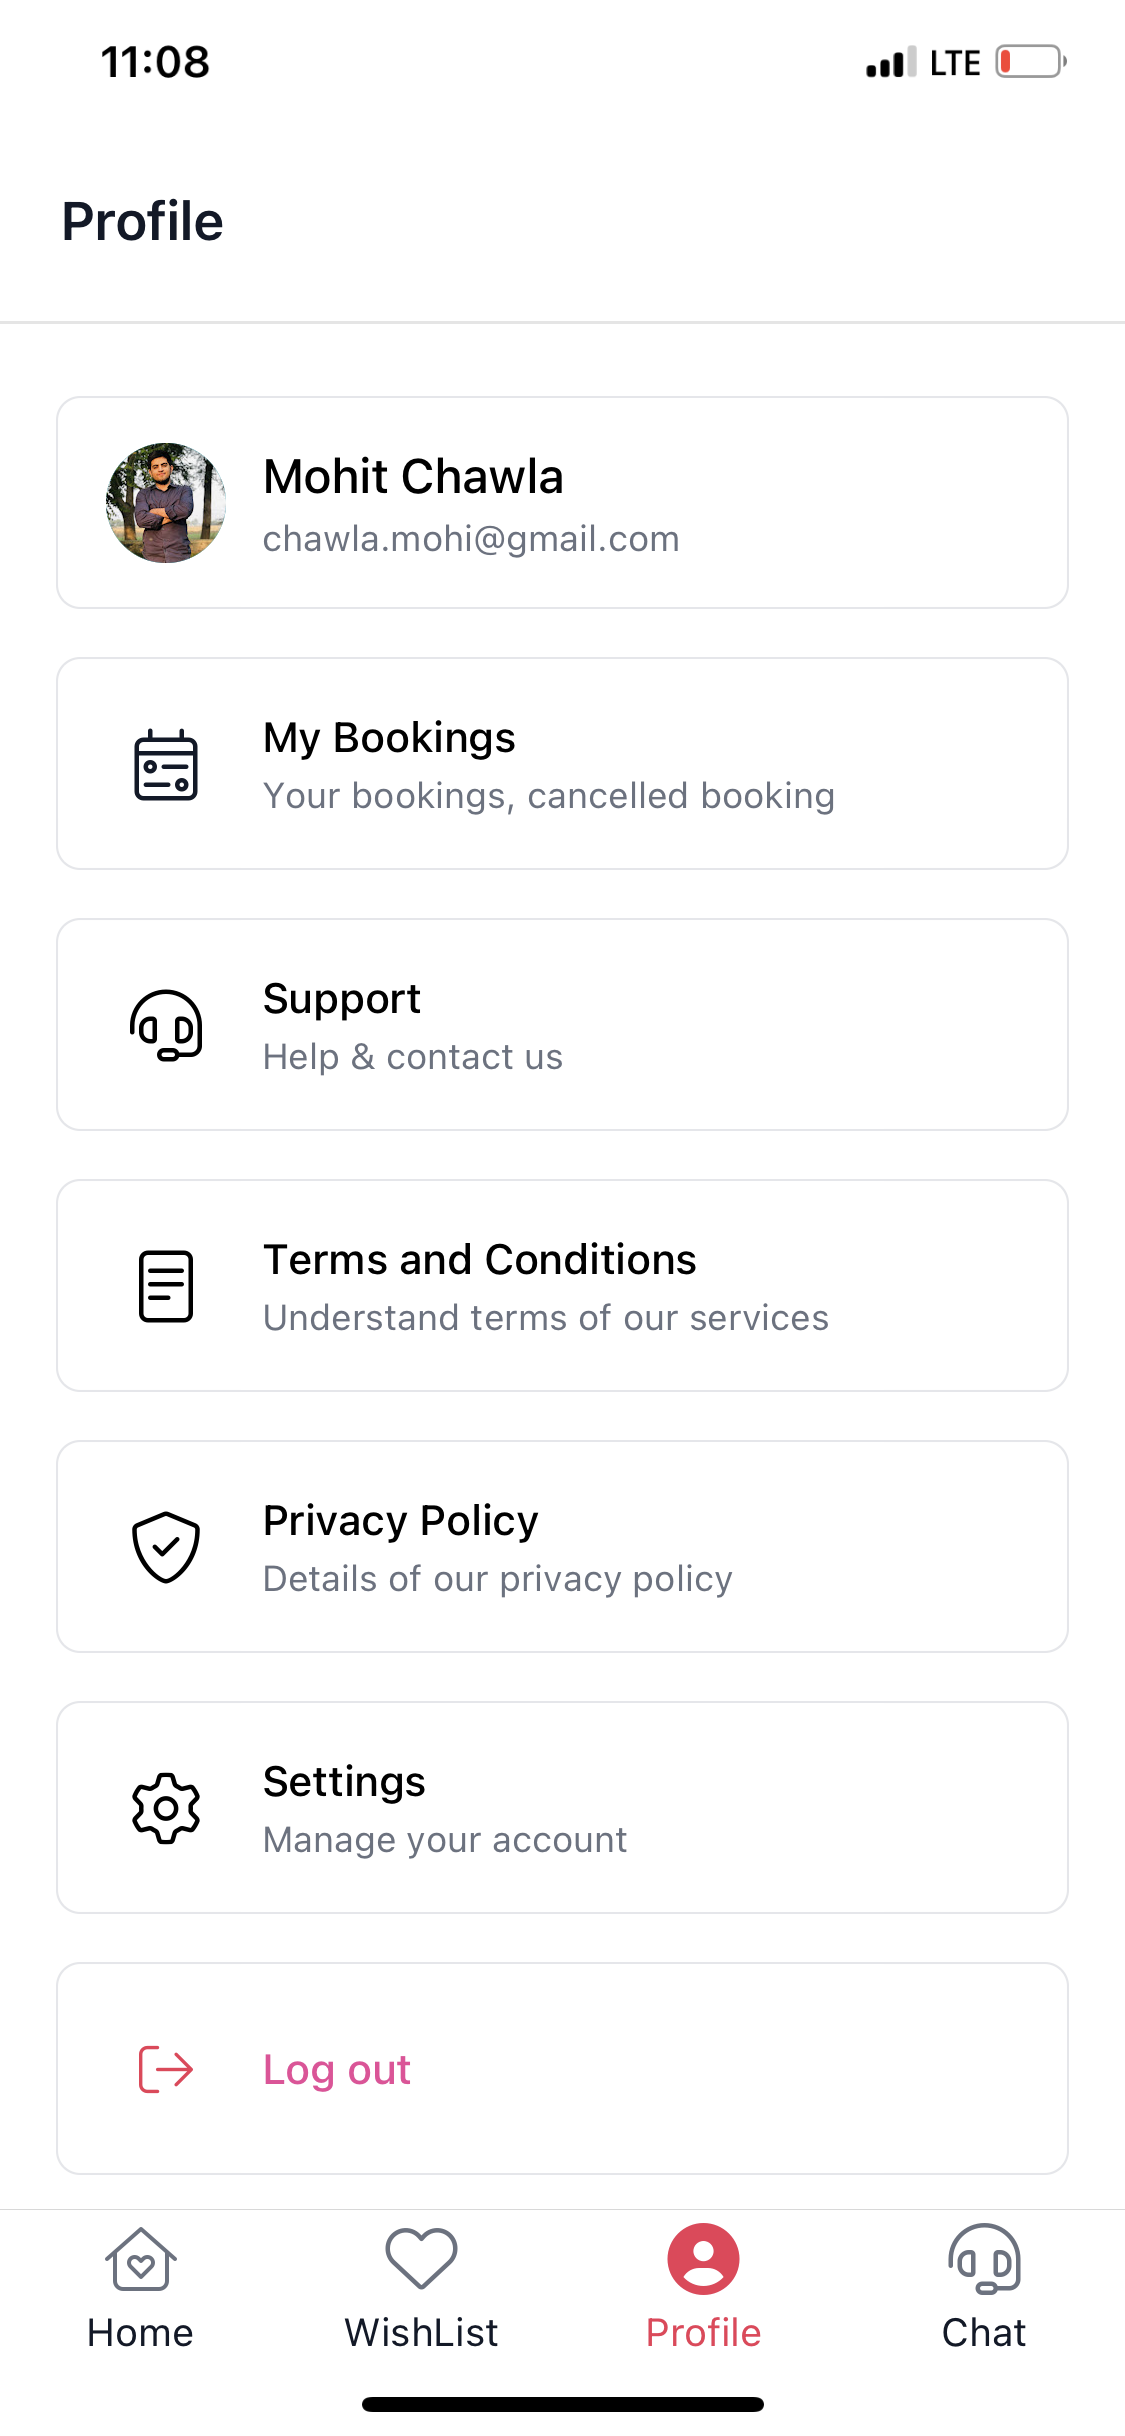 11:08 LTE
Profile
Mohit Chawla
chawla.mohi@gmail.com
My Bookings
Your bookings, cancelled booking
Support
Help & contact us
Terms and Conditions
Understand terms of our services
Privacy Policy
Details of our privacy policy
Settings
Manage your account
Log out
Home WishList Profile Chat